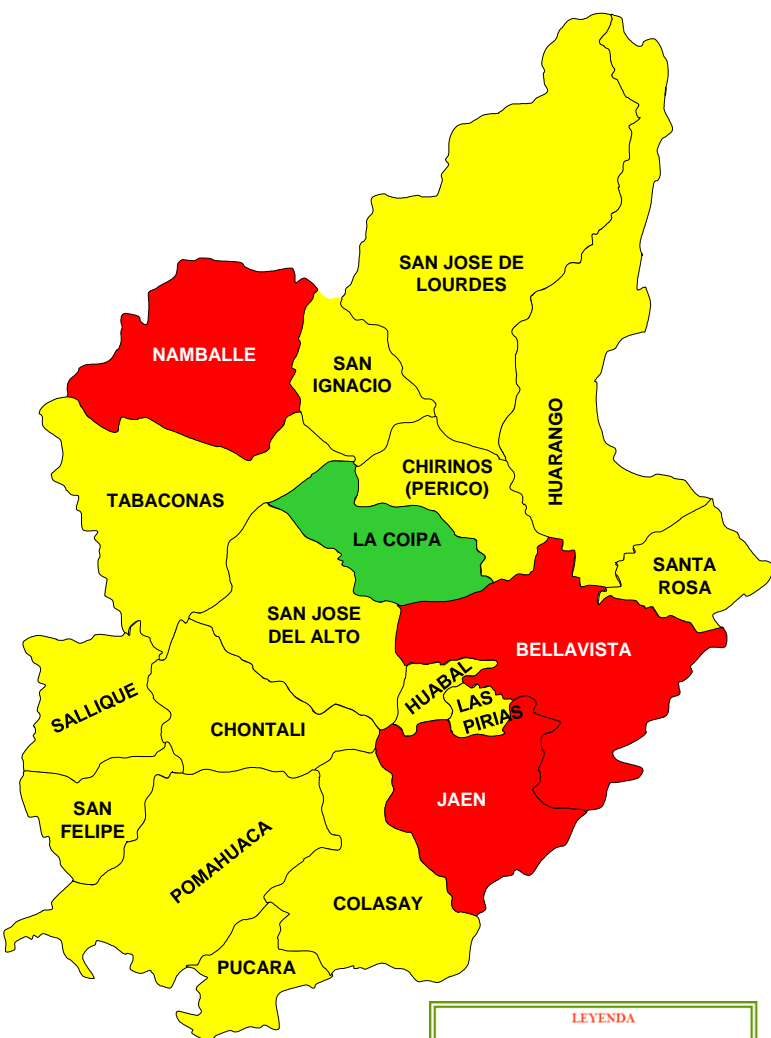 SAN JOSE DE
LOURDES
NAMBALLE
SAN
IGNACIO
HUARANGO
CHIRINOS
(PERICO)
TABACONAS
LA COIPA
SANTA
ROSA
SAN JOSE
DEL ALTO
BELLAVISTA
HUABAL
LAS
PIRIAS
SALLIQUE
CHONTALI
JAEN
SAN
FELIPE
POMAHUACA
COLASAY
PUCARA
LEYENDA